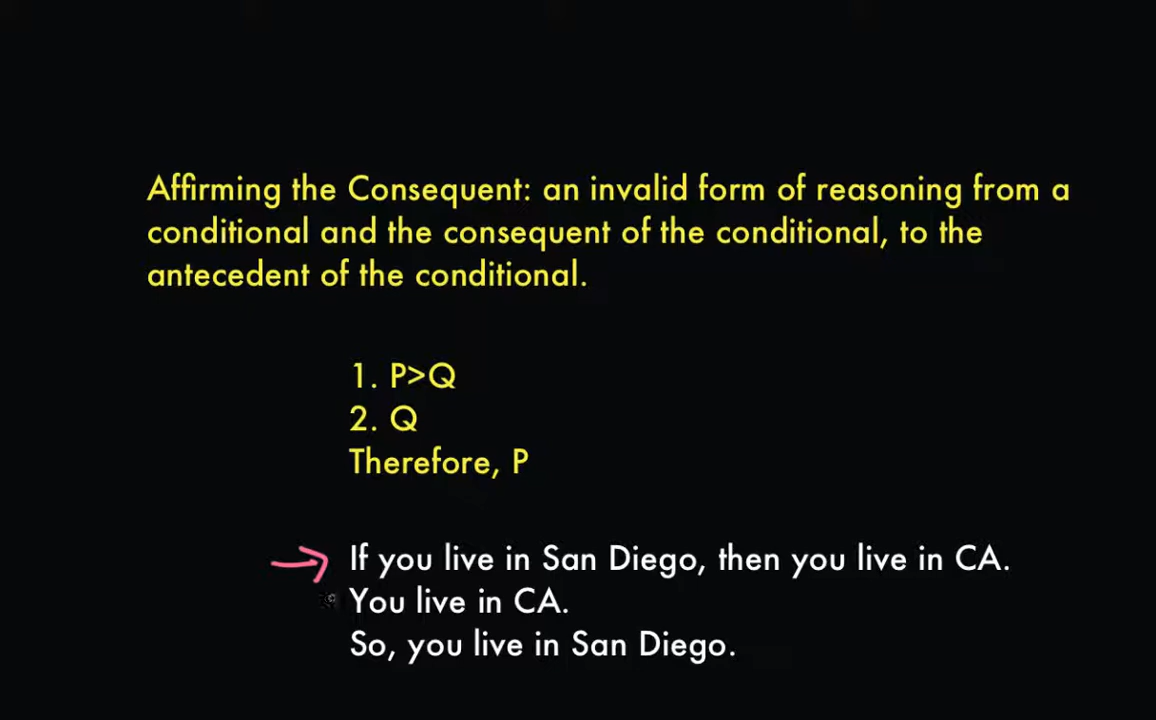 Affirming the Consequent: an invalid form of reasoning from a
conditional and the consequent of the conditional, to the
antecedent of the conditional.
1. P>Q
2. Q
Therefore, P
If you live in San Diego, then you live in CA.
You live in CA.
So, you live in San Diego.